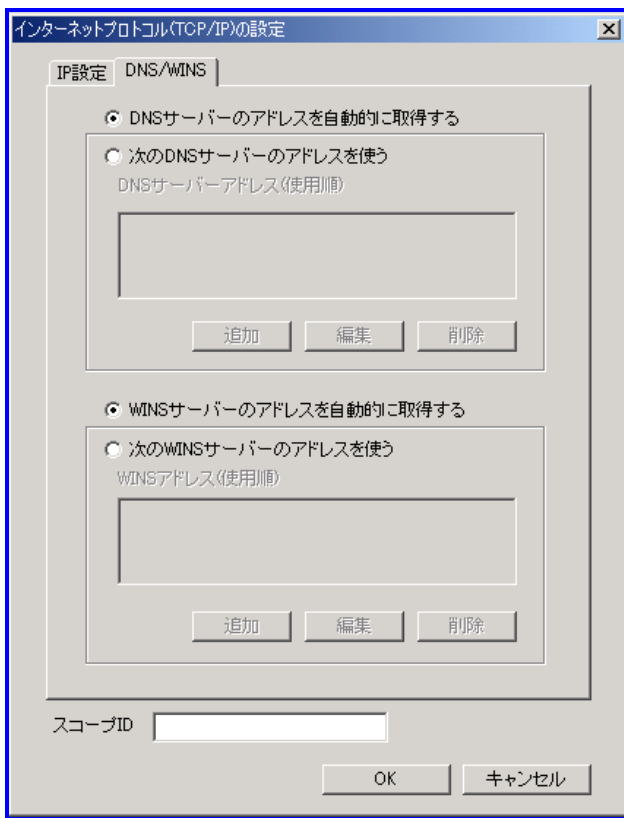 インターネットプロトコル(TCP/IP)の設定
IP設定 DNS/WINS
DNSサーバーのアドレスを自動的に取得する
次のDNSサーバーのアドレスを使う
DNSサーバーアドレス(使用順)
追加 編集 削除
WINSサーバーのアドレスを自動的に取得する
次のWINSサーバーのアドレスを使う
WINSアドレス(使用順)
追加 編集 削除
スコープID
OK キャンセル